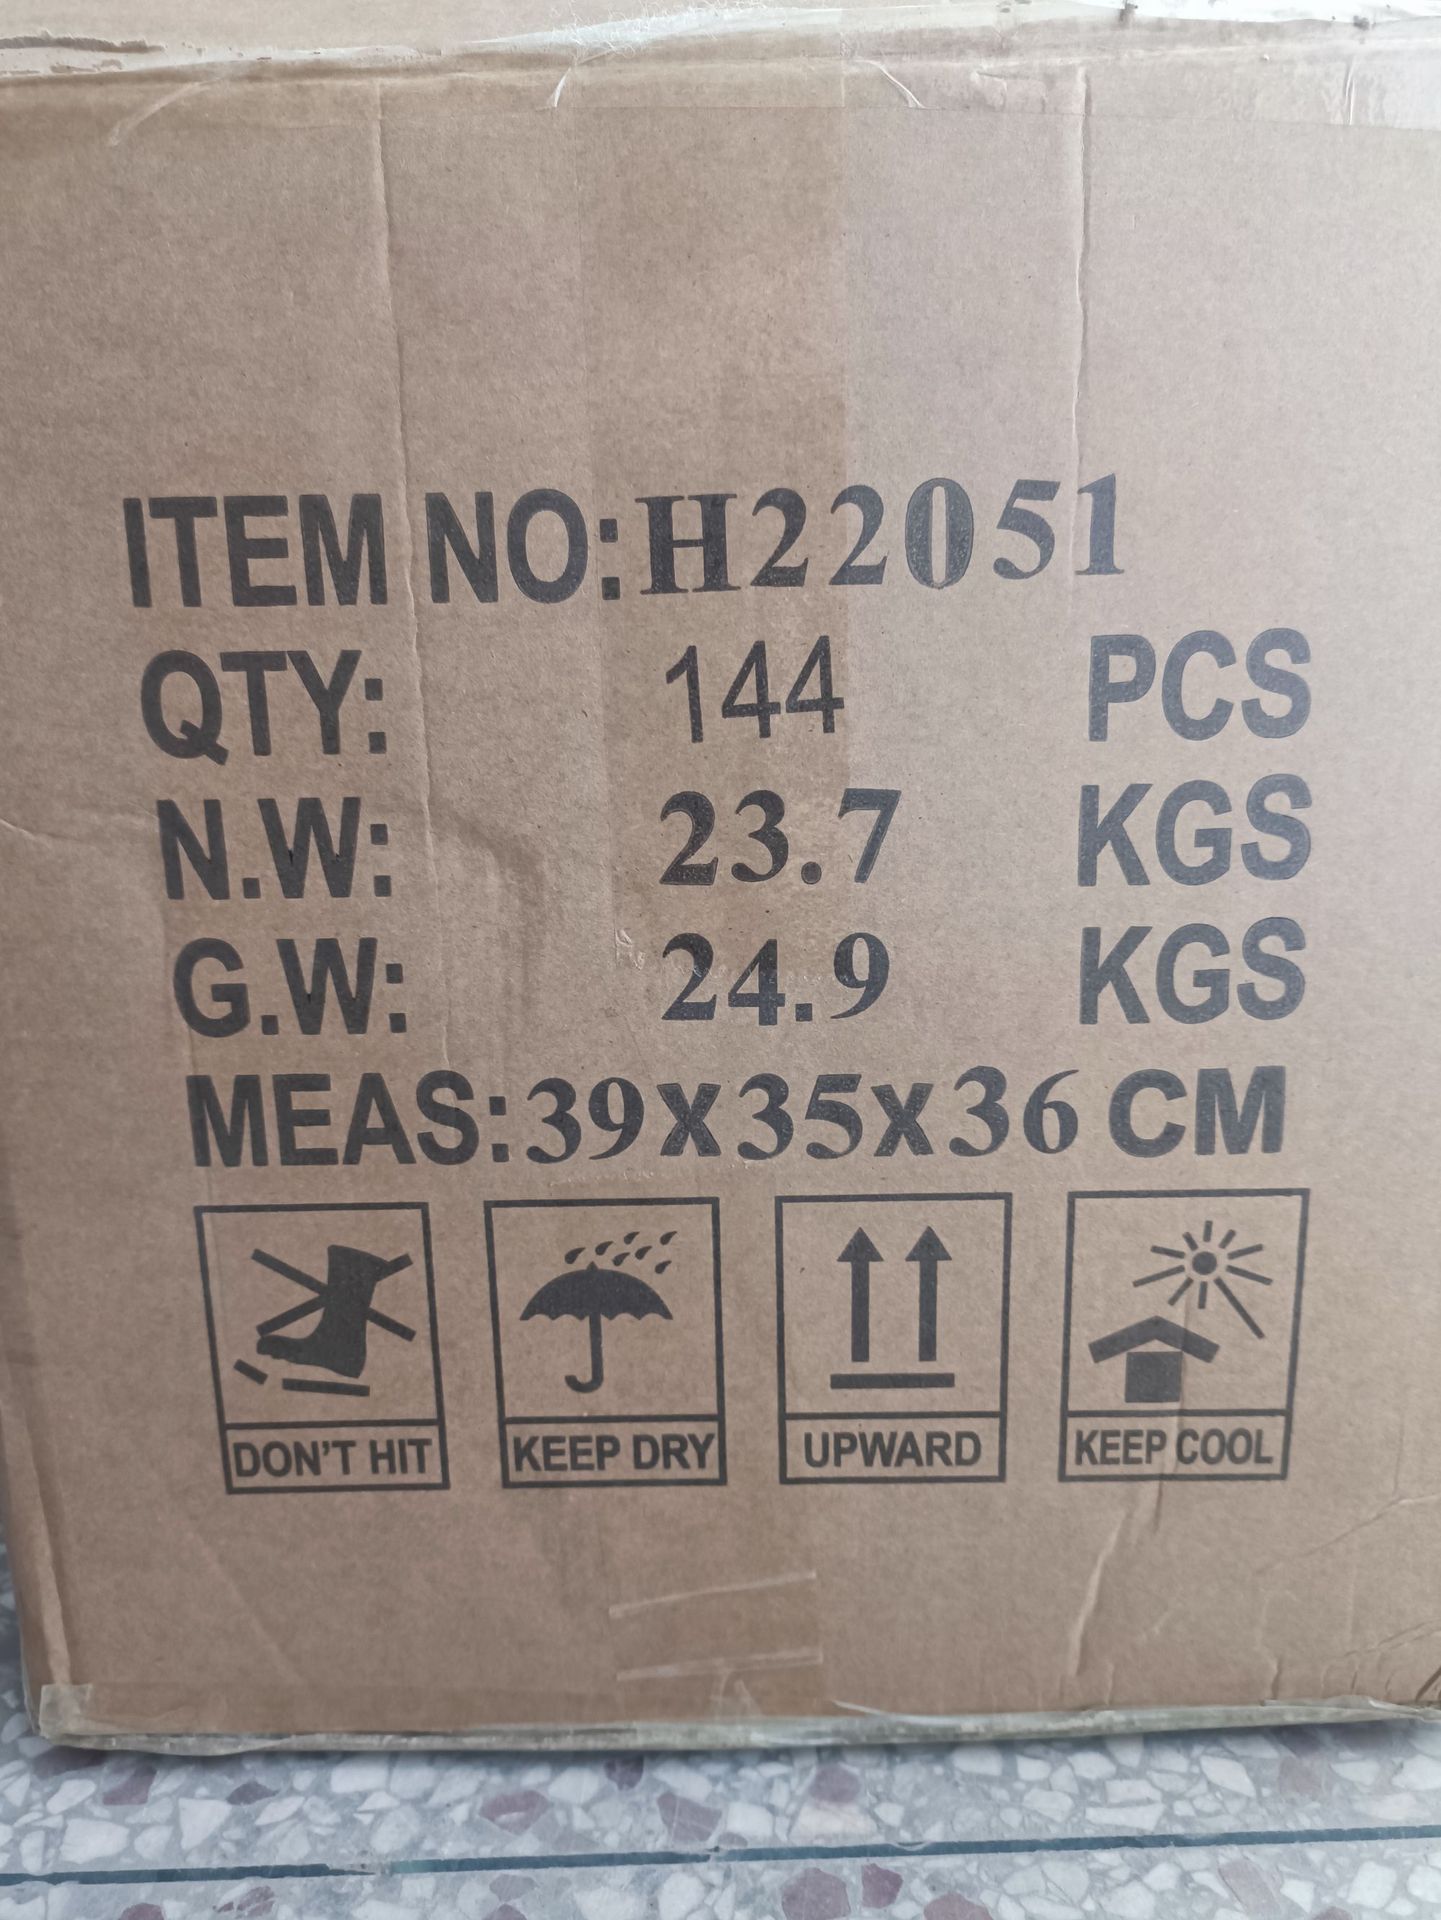 ITEM NO:H22051
QTY: 144 PCS
N.W: 23.7 KGS
G.W: 24.9 KGS
MEAS:39X35X36 CM
DON'T HIT KEEP DRY UPWARD KEEP COOL